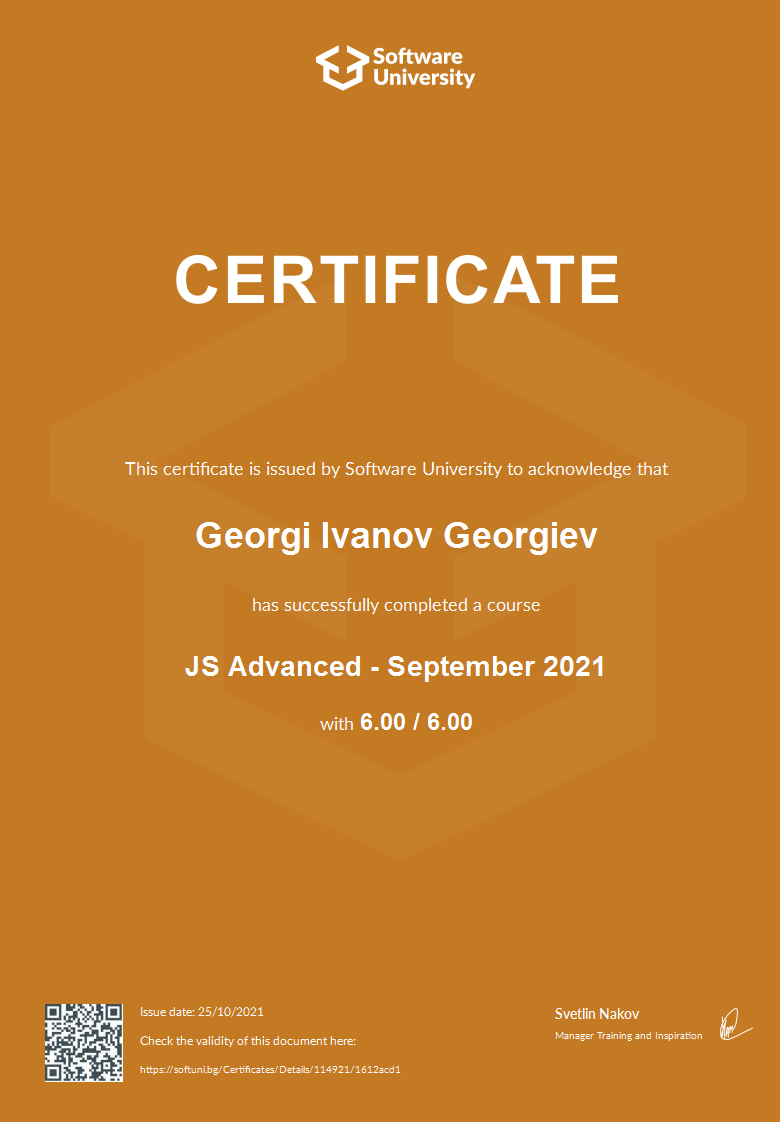 Software
University
CERTIFICATE
This certificate is issued by Software University to acknowledge that
Georgi Ivanov Georgiev
has successfully completed a course
JS Advanced - September 2021
with 6.00 / 6.00
Issue date: 25/10/2021
Check the validity of this document here:
https://softuni.bg/Certificates/Details/114921/1612acd1
Svetlin Nakov
Manager Training and Inspiration